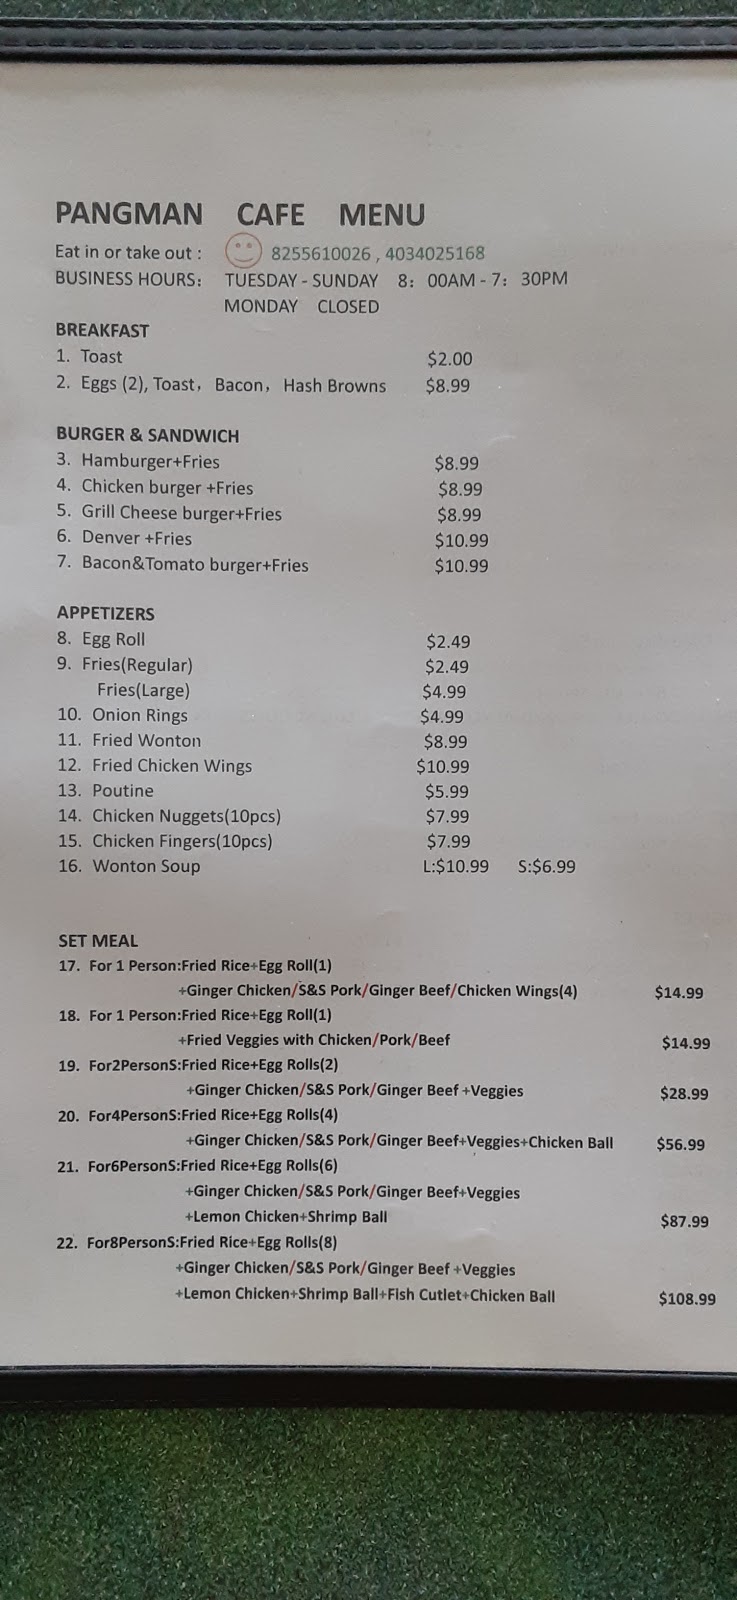 PANGMAN CAFE MENU
Eat in or take out : 8255610026 , 4034025168
BUSINESS HOURS： TUESDAY - SUNDAY 8：00AM - 7：30PM
MONDAY CLOSED
BREAKFAST
1. Toast $2.00
2. Eggs (2), Toast，Bacon，Hash Browns $8.99
BURGER & SANDWICH
3. Hamburger+Fries $8.99
4. Chicken burger +Fries $8.99
5. Grill Cheese burger+Fries $8.99
6. Denver +Fries $10.99
7. Bacon&Tomato burger+Fries $10.99
APPETIZERS
8. Egg Roll $2.49
9. Fries(Regular) $2.49
Fries(Large) $4.99
10. Onion Rings $4.99
11. Fried Wonton $8.99
12. Fried Chicken Wings $10.99
13. Poutine $5.99
14. Chicken Nuggets(10pcs) $7.99
15. Chicken Fingers(10pcs) $7.99
16. Wonton Soup L:$10.99 S:$6.99
SET MEAL
17. For 1 Person:Fried Rice+Egg Roll(1)
+Ginger Chicken/S&S Pork/Ginger Beef/Chicken Wings(4) $14.99
18. For 1 Person:Fried Rice+Egg Roll(1)
+Fried Veggies with Chicken/Pork/Beef $14.99
19. For2PersonS:Fried Rice+Egg Rolls(2)
+Ginger Chicken/S&S Pork/Ginger Beef +Veggies $28.99
20. For4PersonS:Fried Rice+Egg Rolls(4)
+Ginger Chicken/S&S Pork/Ginger Beef+Veggies+Chicken Ball $56.99
21. For6PersonS:Fried Rice+Egg Rolls(6)
+Ginger Chicken/S&S Pork/Ginger Beef+Veggies
+Lemon Chicken+Shrimp Ball $87.99
22. For8PersonS:Fried Rice+Egg Rolls(8)
+Ginger Chicken/S&S Pork/Ginger Beef +Veggies
+Lemon Chicken+Shrimp Ball+Fish Cutlet+Chicken Ball $108.99